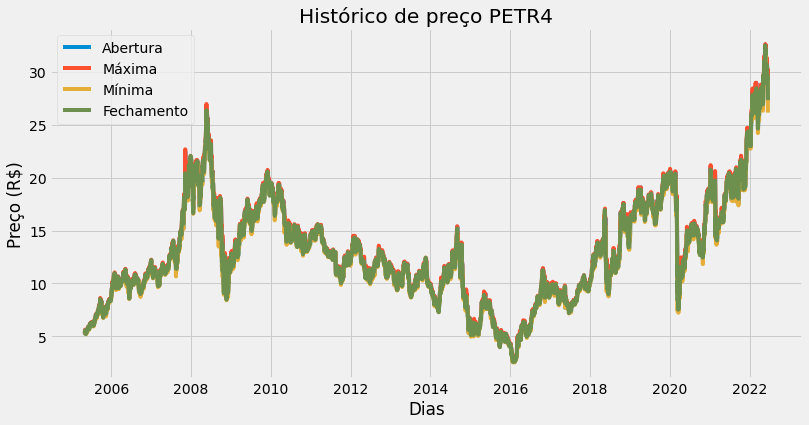 Histórico de preço PETR4
Abertura
Máxima
Mínima
Fechamento
Preço (R$)
30
25
20
15
10
5
2006 2008 2010 2012 2014 2016 2018 2020 2022
Dias